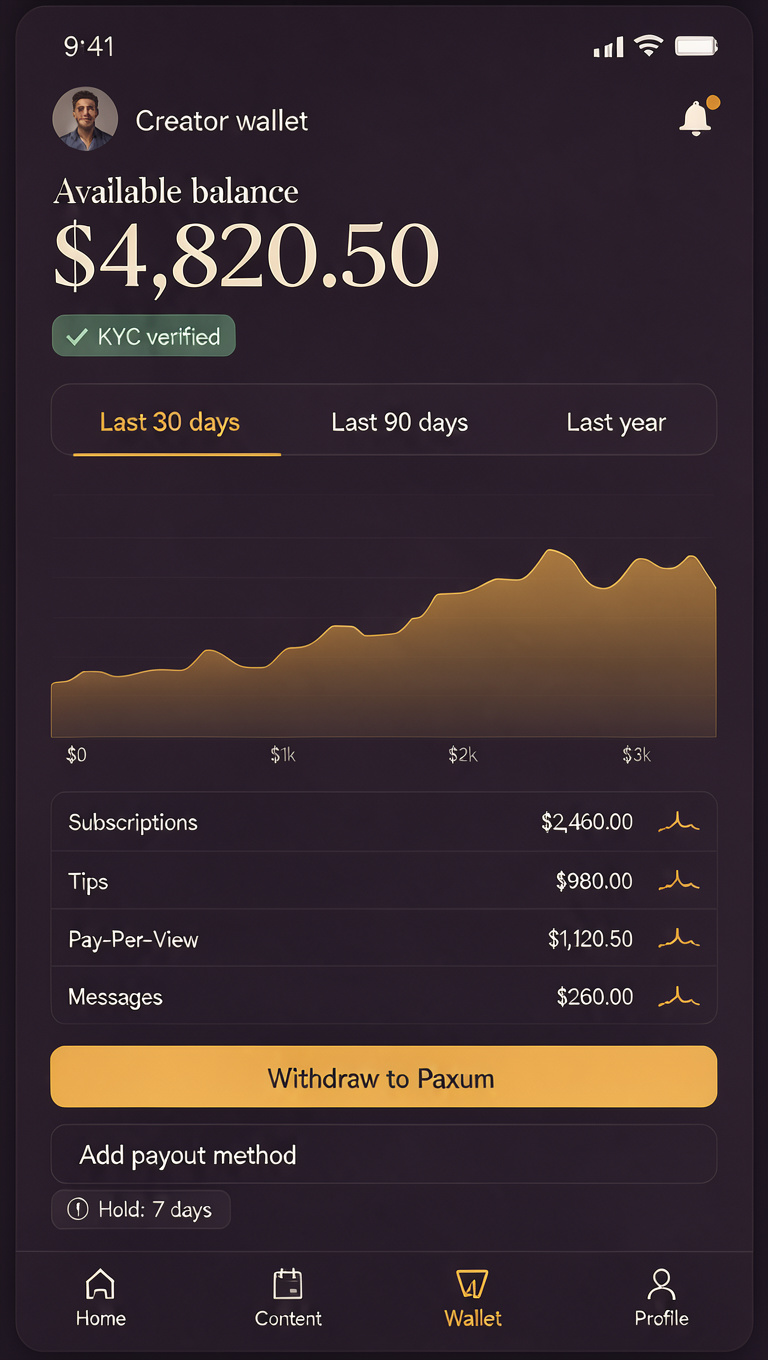 9:41
Creator wallet
Available balance
$4,820.50
KYC verified
Last 30 days Last 90 days Last year
$0 $1k $2k $3k
Subscriptions $2,460.00
Tips $980.00
Pay-Per-View $1,120.50
Messages $260.00
Withdraw to Paxum
Add payout method
Hold: 7 days
Home Content Wallet Profile